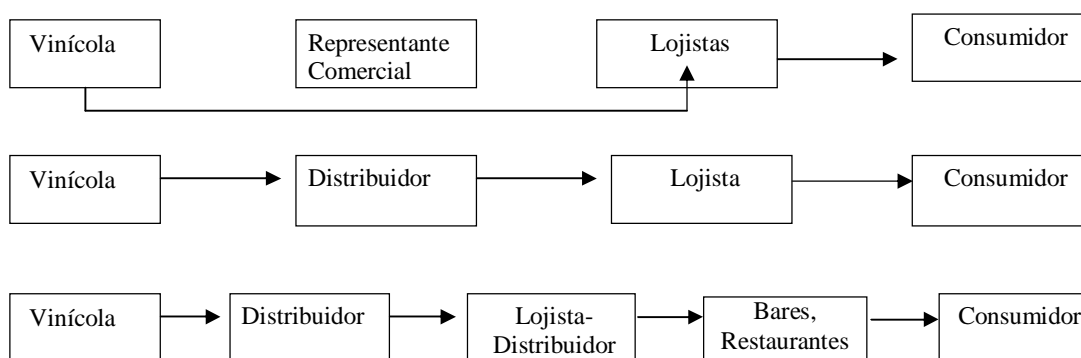 Vinícola
Representante
Comercial
Lojistas
Consumidor
Vinícola
Distribuidor
Lojista
Consumidor
Vinícola
Distribuidor
Lojista-
Distribuidor
Bares,
Restaurantes
Consumidor